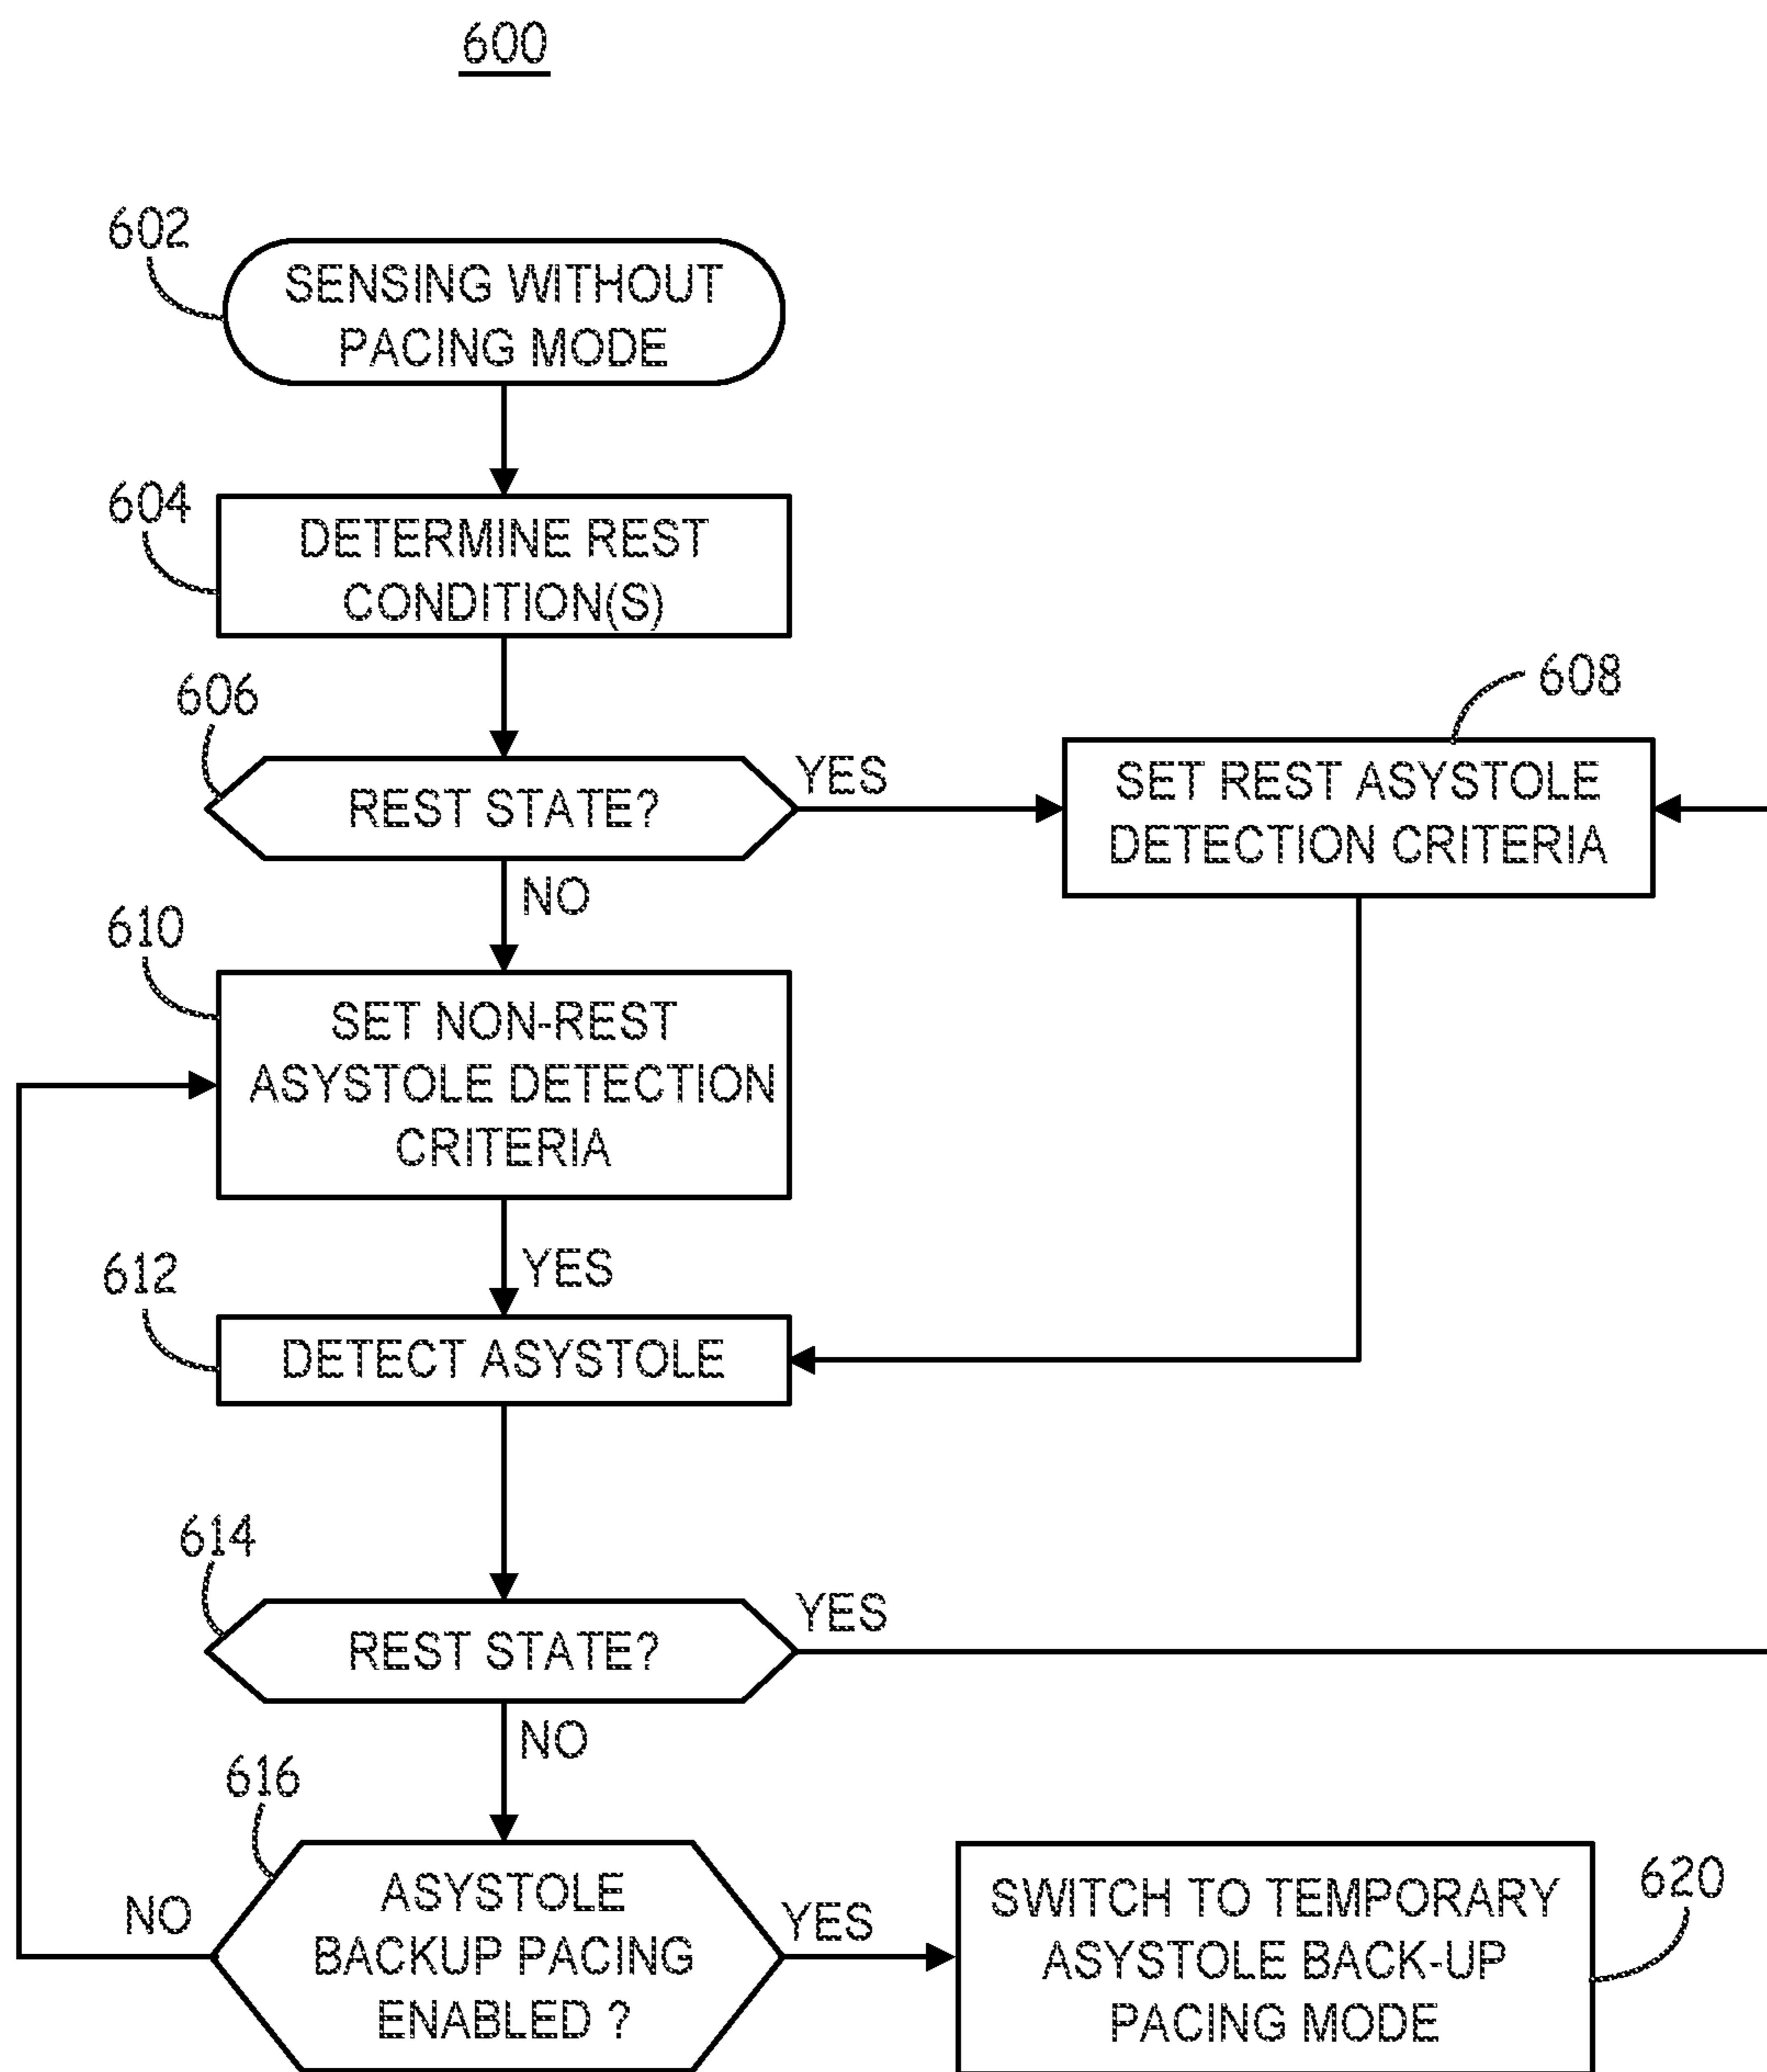 600
602
SENSING WITHOUT
PACING MODE
604
DETERMINE REST
CONDITION(S)
606
REST STATE?
YES
NO
608
SET REST ASYSTOLE
DETECTION CRITERIA
610
SET NON-REST
ASYSTOLE DETECTION
CRITERIA
YES
612
DETECT ASYSTOLE
614
REST STATE?
YES
NO
616
ASYSTOLE
BACKUP PACING
ENABLED ?
NO
YES
620
SWITCH TO TEMPORARY
ASYSTOLE BACK-UP
PACING MODE